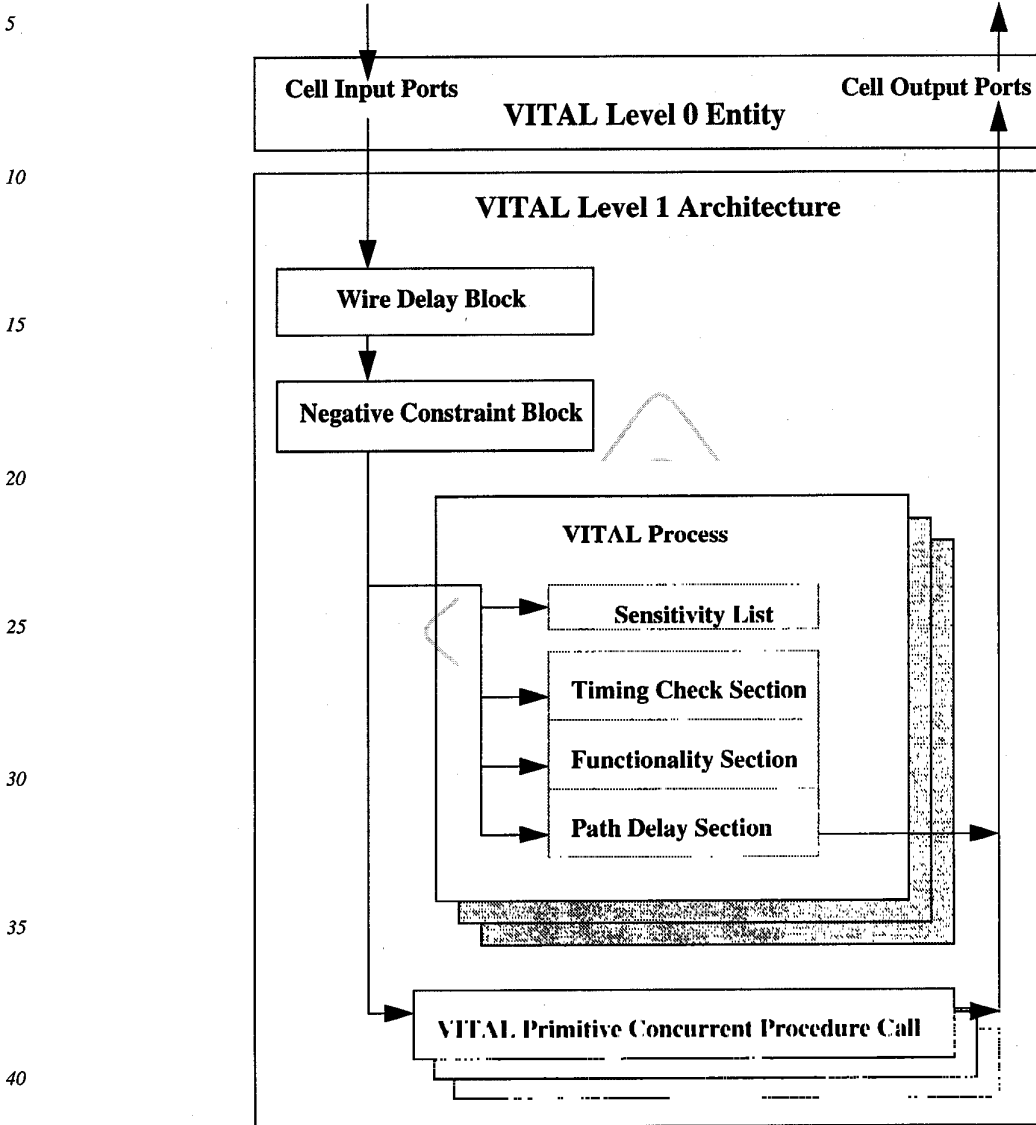 5
Cell Input Ports
Cell Output Ports
VITAL Level 0 Entity
10
VITAL Level 1 Architecture
Wire Delay Block
15
Negative Constraint Block
20
VITAL Process
Sensitivity List
25
Timing Check Section
Functionality Section
30
Path Delay Section
35
VITAL Primitive Concurrent Procedure Call
40